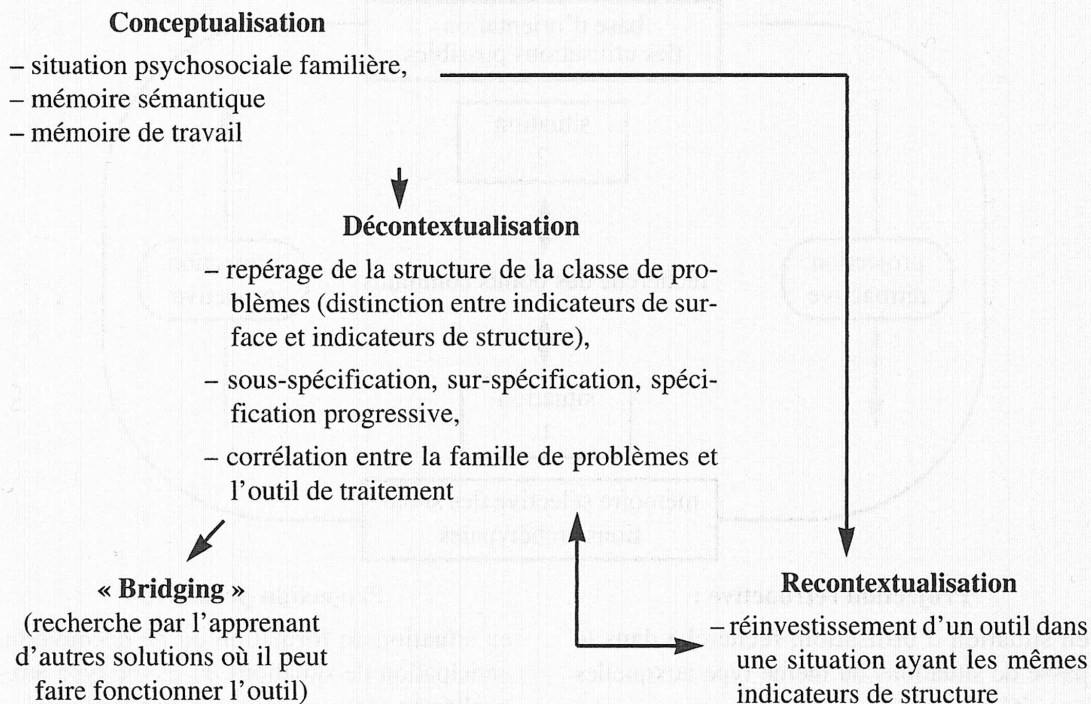 Conceptualisation
– situation psychosociale familière,
– mémoire sémantique
– mémoire de travail
Décontextualisation
– repérage de la structure de la classe de pro-
blèmes (distinction entre indicateurs de sur-
face et indicateurs de structure),
– sous-spécification, sur-spécification, spéci-
fication progressive,
– corrélation entre la famille de problèmes et
l'outil de traitement
« Bridging »
(recherche par l'apprenant
d'autres solutions où il peut
faire fonctionner l'outil)
Recontextualisation
– réinvestissement d'un outil dans
une situation ayant les mêmes
indicateurs de structure